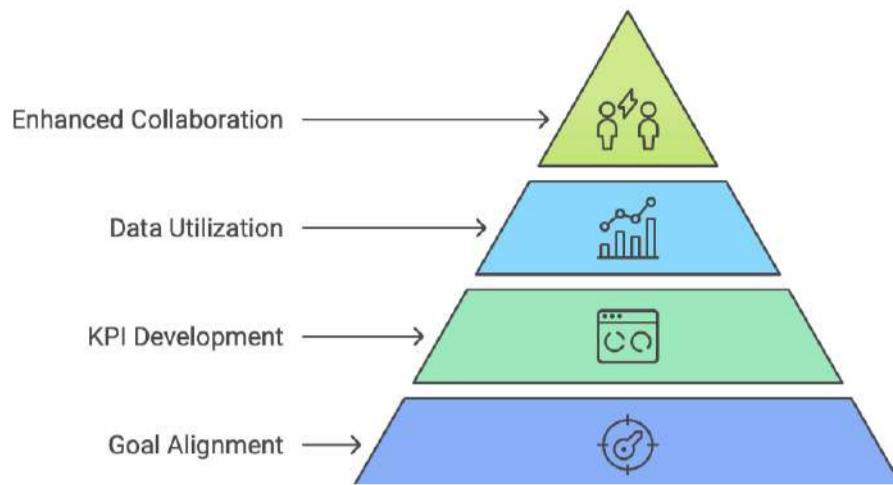 Enhanced Collaboration
Data Utilization
KPI Development
Goal Alignment